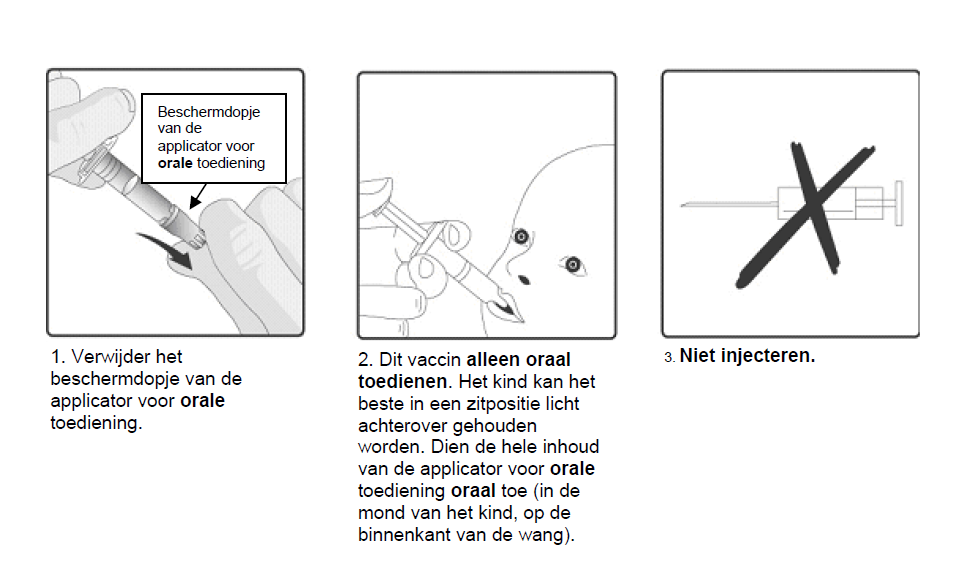 Beschermdopje
van de
applicator voor
orale toediening
1. Verwijder het
beschermdopje van de
applicator voor orale
toediening.
2. Dit vaccin alleen oraal
toedienen. Het kind kan het
beste in een zitpositie licht
achterover gehouden
worden. Dien de hele inhoud
van de applicator voor orale
toediening oraal toe (in de
mond van het kind, op de
binnenkant van de wang).
3. Niet injecteren.